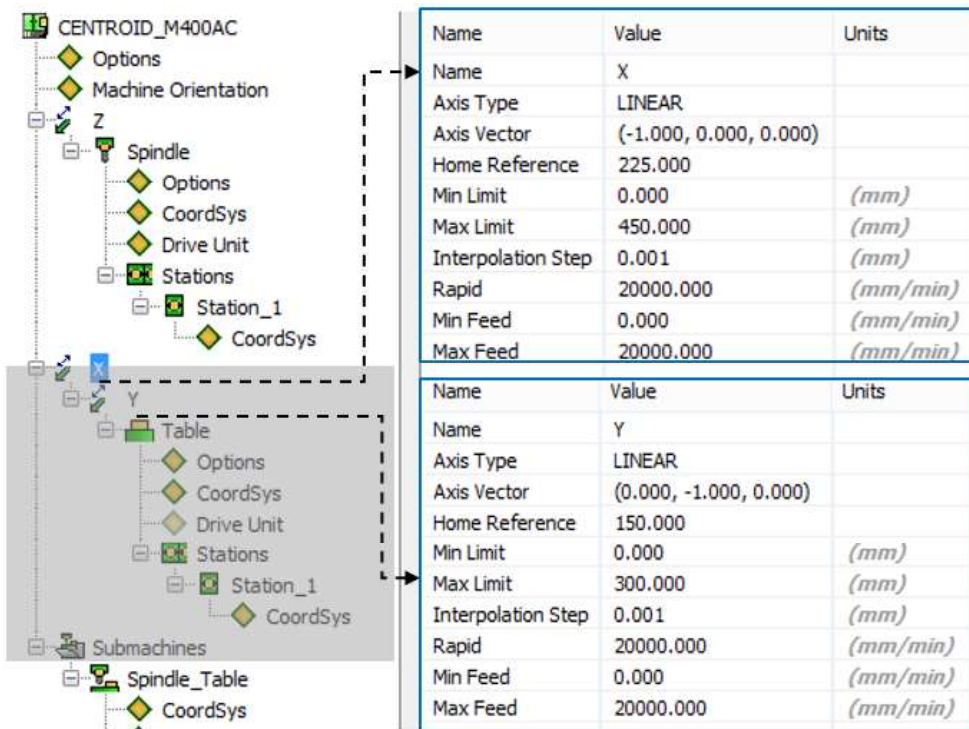 CENTROID_M400AC
Options
Machine Orientation
Z
Spindle
Options
CoordSys
Drive Unit
Stations
Station_1
CoordSys
X
Y
Table
Options
CoordSys
Drive Unit
Stations
Station_1
CoordSys
Submachines
Spindle_Table
CoordSys
Name Value Units
Name X
Axis Type LINEAR
Axis Vector (-1.000, 0.000, 0.000)
Home Reference 225.000
Min Limit 0.000 (mm)
Max Limit 450.000 (mm)
Interpolation Step 0.001 (mm)
Rapid 20000.000 (mm/min)
Min Feed 0.000 (mm/min)
Max Feed 20000.000 (mm/min)
Name Value Units
Name Y
Axis Type LINEAR
Axis Vector (0.000, -1.000, 0.000)
Home Reference 150.000
Min Limit 0.000 (mm)
Max Limit 300.000 (mm)
Interpolation Step 0.001 (mm)
Rapid 20000.000 (mm/min)
Min Feed 0.000 (mm/min)
Max Feed 20000.000 (mm/min)